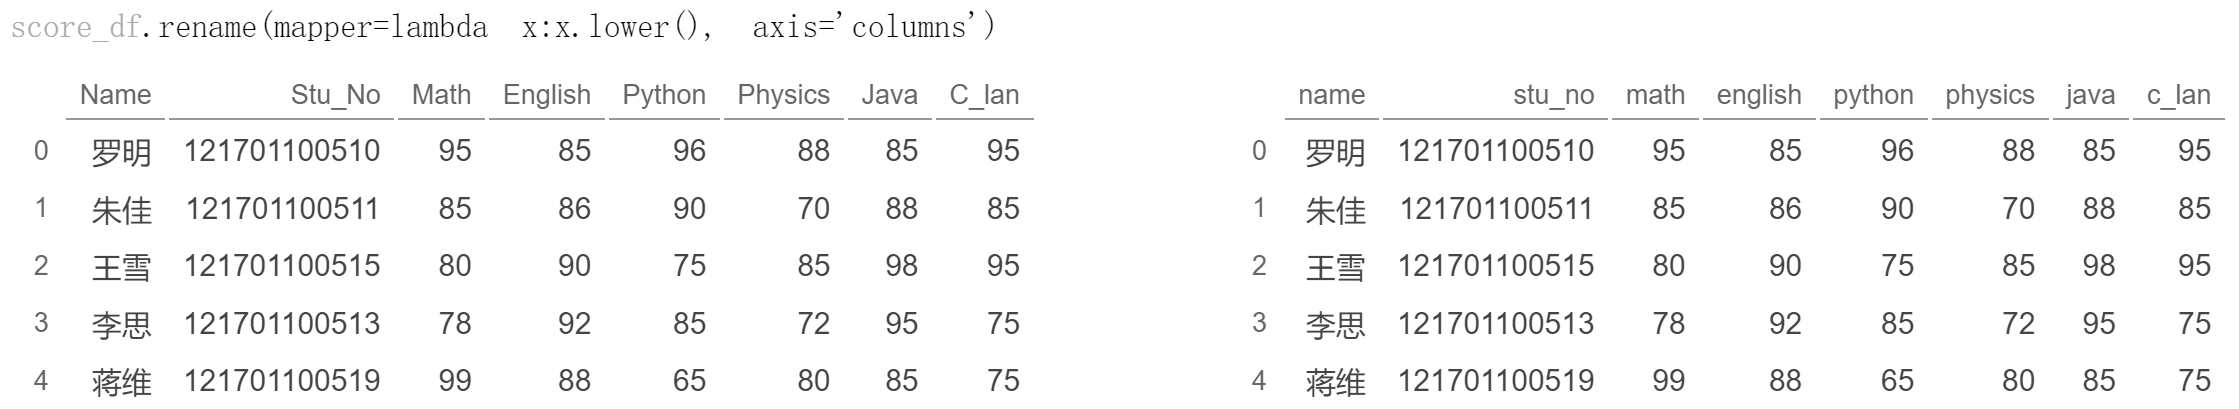 score_df.rename(mapper=lambda x:x.lower(), axis='columns')
Name Stu_No Math English Python Physics Java C_lan name stu_no math english python physics java c_lan
0 罗明 121701100510 95 85 96 88 85 95 0 罗明 121701100510 95 85 96 88 85 95
1 朱佳 121701100511 85 86 90 70 88 85 1 朱佳 121701100511 85 86 90 70 88 85
2 王雪 121701100515 80 90 75 85 98 95 2 王雪 121701100515 80 90 75 85 98 95
3 李思 121701100513 78 92 85 72 95 75 3 李思 121701100513 78 92 85 72 95 75
4 蒋维 121701100519 99 88 65 80 85 75 4 蒋维 121701100519 99 88 65 80 85 75